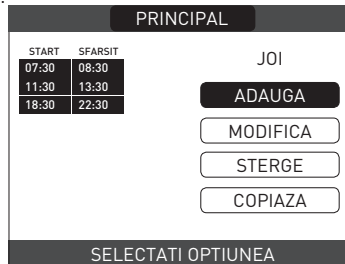 PRINCIPAL
START SFARSIT
07:30 08:30
11:30 13:30
18:30 22:30
JOI
ADAUGA
MODIFICA
STERGE
COPIAZA
SELECTATI OPTIUNEA